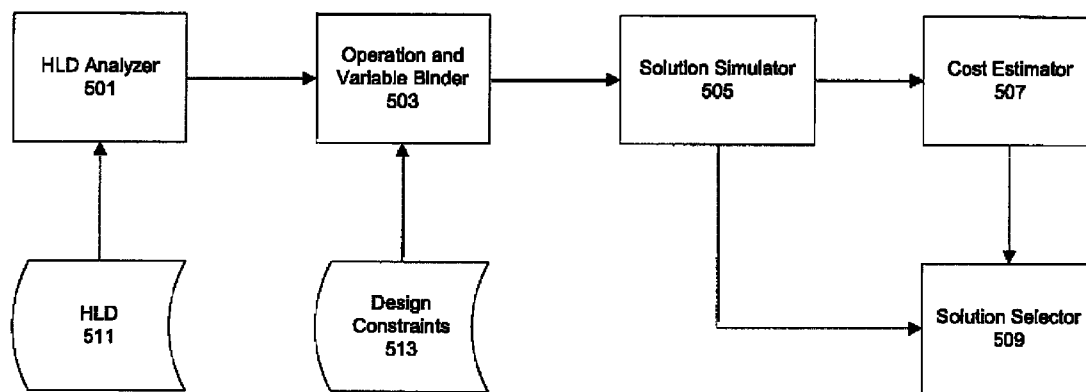 HLD Analyzer
501
Operation and
Variable Binder
503
Solution Simulator
505
Cost Estimator
507
HLD
511
Design
Constraints
513
Solution Selector
509